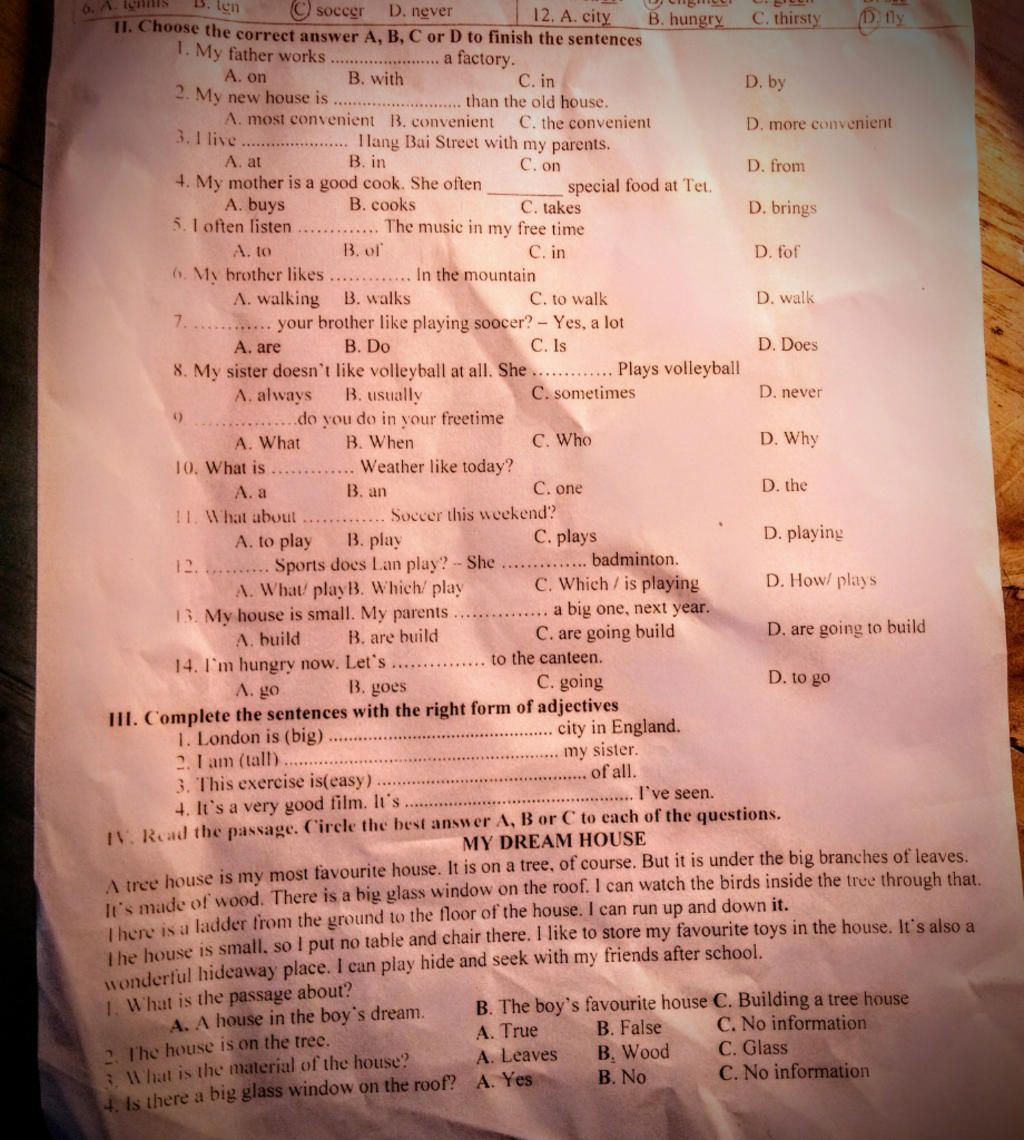 6. A. tennis B. ten C. soccer D. never 12. A. city B. hungry C. thirsty D. fly
II. Choose the correct answer A, B, C or D to finish the sentences
1. My father works ........................ a factory.
A. on B. with C. in D. by
2. My new house is ............................ than the old house.
A. most convenient B. convenient C. the convenient D. more convenient
3. I live ....................... Hang Bai Street with my parents.
A. at B. in C. on D. from
4. My mother is a good cook. She often ________ special food at Tet.
A. buys B. cooks C. takes D. brings
5. I often listen ............. The music in my free time
A. to B. of C. in D. fof
6. My brother likes ............. In the mountain
A. walking B. walks C. to walk D. walk
7. ............. your brother like playing soocer? – Yes, a lot
A. are B. Do C. Is D. Does
8. My sister doesn`t like volleyball at all. She ............. Plays volleyball
A. always B. usually C. sometimes D. never
9 .................do you do in your freetime
A. What B. When C. Who D. Why
10. What is ............. Weather like today?
A. a B. an C. one D. the
11. What about ............. Soccer this weekend?
A. to play B. play C. plays D. playing
12. .......... Sports does Lan play? – She .............. badminton.
A. What/ play B. Which/ play C. Which / is playing D. How/ plays
13. My house is small. My parents ............... a big one, next year.
A. build B. are build C. are going build D. are going to build
14. I`m hungry now. Let`s ............... to the canteen.
A. go B. goes C. going D. to go
III. Complete the sentences with the right form of adjectives
1. London is (big) ............................................. city in England.
2. I am (tall) ....................................................... my sister.
3. This exercise is(easy) .......................................... of all.
4. It`s a very good film. It`s .............................................. I`ve seen.
IV. Read the passage. Circle the best answer A, B or C to each of the questions.
MY DREAM HOUSE
A tree house is my most favourite house. It is on a tree, of course. But it is under the big branches of leaves.
It`s made of wood. There is a big glass window on the roof. I can watch the birds inside the tree through that.
There is a ladder from the ground to the floor of the house. I can run up and down it.
The house is small, so I put no table and chair there. I like to store my favourite toys in the house. It`s also a
wonderful hideaway place. I can play hide and seek with my friends after school.
1. What is the passage about?
A. A house in the boy`s dream. B. The boy`s favourite house C. Building a tree house
2. The house is on the tree. A. True B. False C. No information
3. What is the material of the house? A. Leaves B. Wood C. Glass
4. Is there a big glass window on the roof? A. Yes B. No C. No information